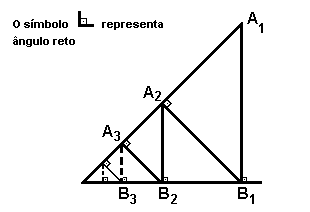 O símbolo representa
ângulo reto
A1
A2
A3
B3 B2 B1